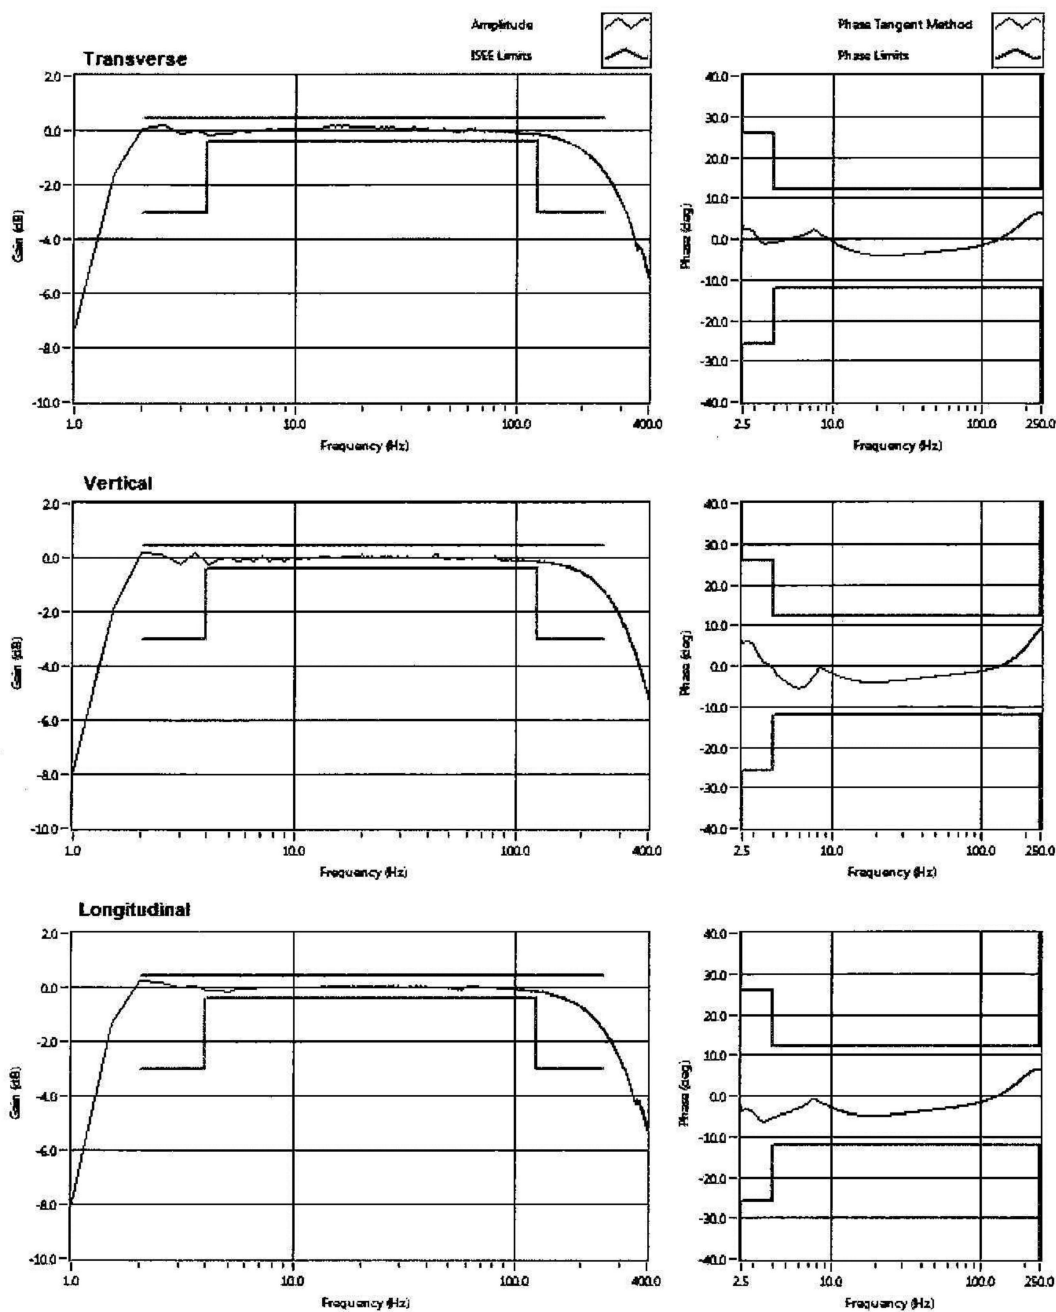 Amplitude
ISEE Limits
Phase Tangent Method
Phase Limits
Transverse
2.0
0.0
-2.0
-4.0
-6.0
-8.0
-10.0
Gain (dB)
1.0 10.0 100.0 400.0
Frequency (Hz)
40.0
30.0
20.0
10.0
0.0
-10.0
-20.0
-30.0
-40.0
Phase (deg)
2.5 10.0 100.0 250.0
Frequency (Hz)
Vertical
2.0
0.0
-2.0
-4.0
-6.0
-8.0
-10.0
Gain (dB)
1.0 10.0 100.0 400.0
Frequency (Hz)
40.0
30.0
20.0
10.0
0.0
-10.0
-20.0
-30.0
-40.0
Phase (deg)
2.5 10.0 100.0 250.0
Frequency (Hz)
Longitudinal
2.0
0.0
-2.0
-4.0
-6.0
-8.0
-10.0
Gain (dB)
1.0 10.0 100.0 400.0
Frequency (Hz)
40.0
30.0
20.0
10.0
0.0
-10.0
-20.0
-30.0
-40.0
Phase (deg)
2.5 10.0 100.0 250.0
Frequency (Hz)